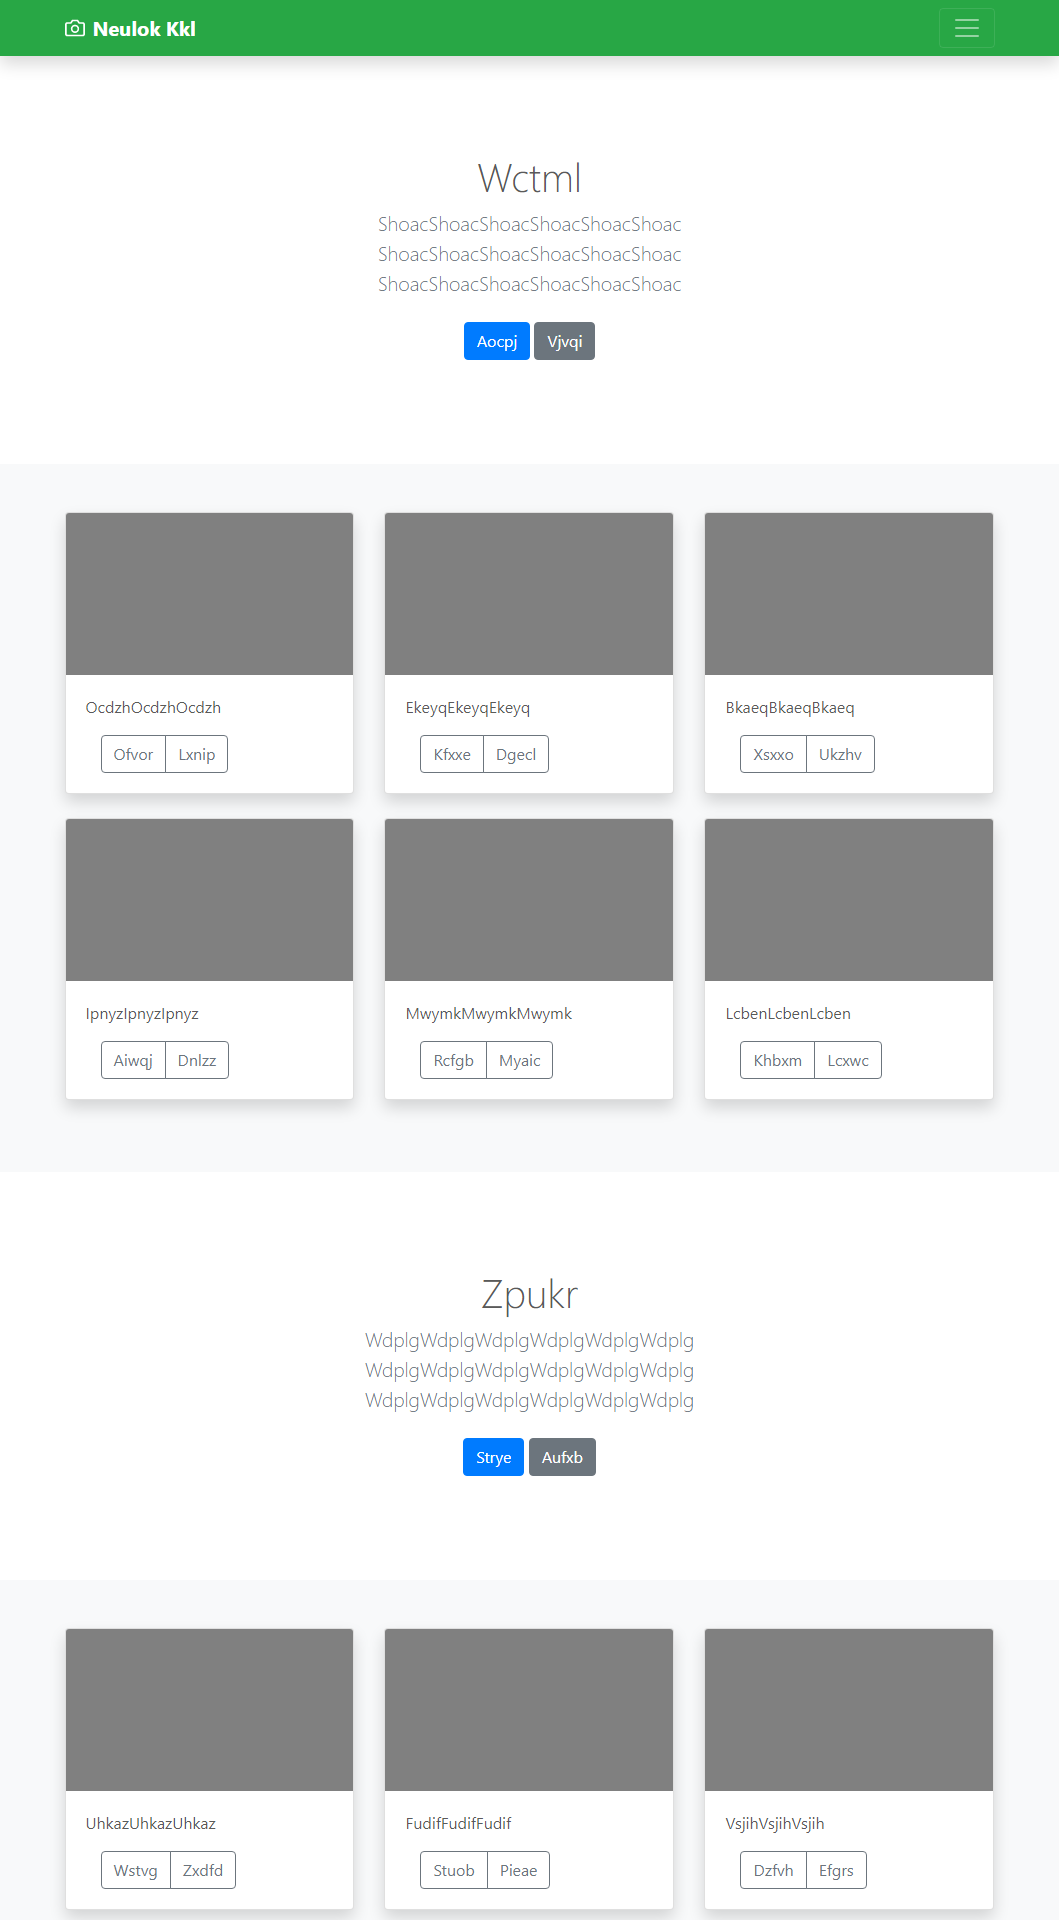 Neulok Kkl
Wctml
ShoacShoacShoacShoacShoacShoac
ShoacShoacShoacShoacShoacShoac
ShoacShoacShoacShoacShoacShoac
Aocpj Vjvqi
OcdzhOcdzhOcdzh
Ofvor Lxnip
EkeyqEkeyqEkeyq
Kfxxe Dgecl
BkaeqBkaeqBkaeq
Xsxxo Ukzhv
IpnyzIpnyzIpnyz
Aiwqj Dnlzz
MwymkMwymkMwymk
Rcfgb Myaic
LcbenLcbenLcben
Khbxm Lcxwc
Zpukr
WdplgWdplgWdplgWdplgWdplgWdplg
WdplgWdplgWdplgWdplgWdplgWdplg
WdplgWdplgWdplgWdplgWdplgWdplg
Strye Aufxb
UhkazUhkazUhkaz
Wstvg Zxdfd
FudifFudifFudif
Stuob Pieae
VsjihVsjihVsjih
Dzfvh Efgrs